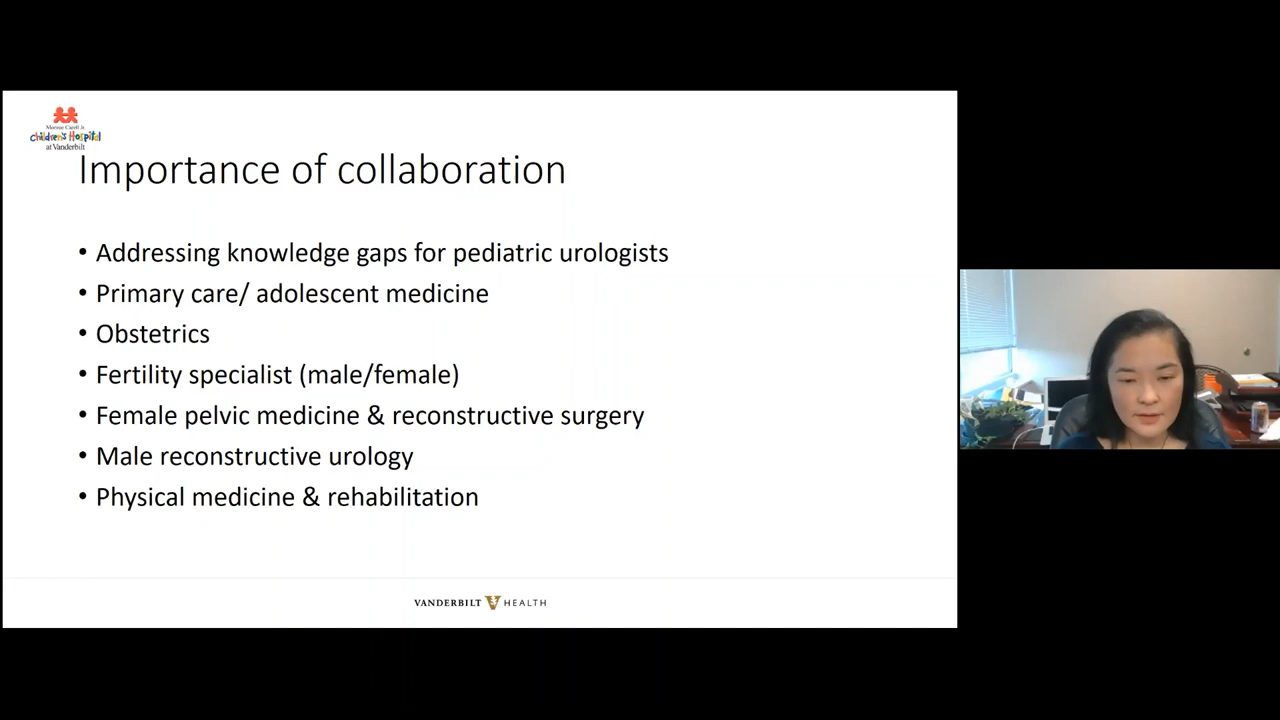 Monroe Carell Jr.
Children's Hospital
at Vanderbilt
Importance of collaboration
• Addressing knowledge gaps for pediatric urologists
• Primary care/ adolescent medicine
• Obstetrics
• Fertility specialist (male/female)
• Female pelvic medicine & reconstructive surgery
• Male reconstructive urology
• Physical medicine & rehabilitation
VANDERBILT V HEALTH